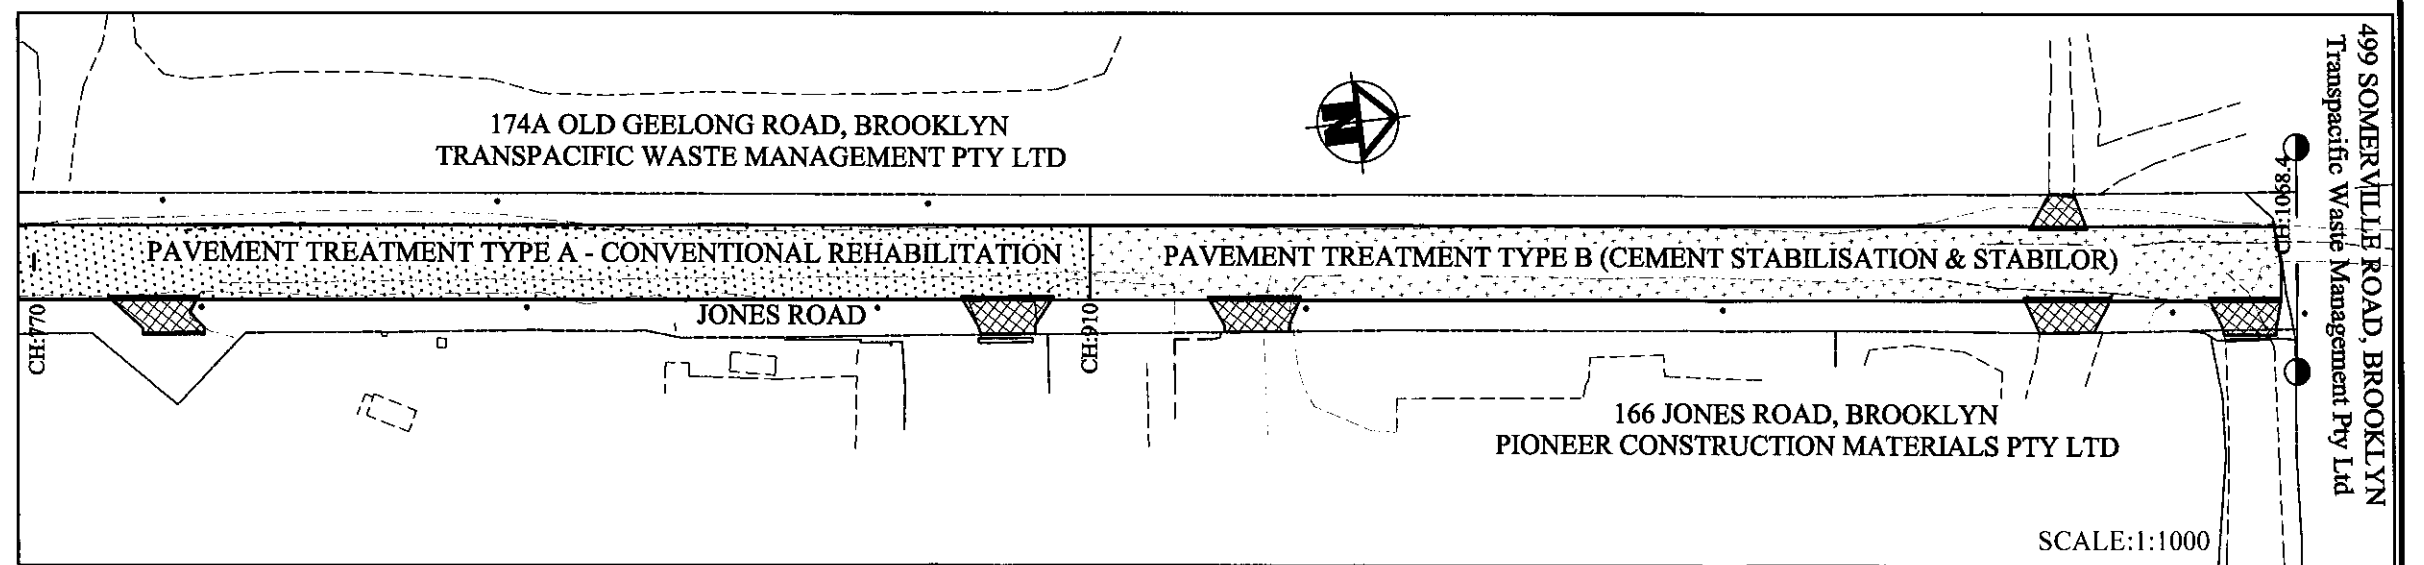 174A OLD GEELONG ROAD, BROOKLYN
TRANSPACIFIC WASTE MANAGEMENT PTY LTD
N
499 SOMERVILLE ROAD, BROOKLYN
Transpacific Waste Management Pty Ltd
CH:1068.4
PAVEMENT TREATMENT TYPE A - CONVENTIONAL REHABILITATION
PAVEMENT TREATMENT TYPE B (CEMENT STABILISATION & STABILOR)
CH:770
JONES ROAD
CH:910
166 JONES ROAD, BROOKLYN
PIONEER CONSTRUCTION MATERIALS PTY LTD
SCALE:1:1000